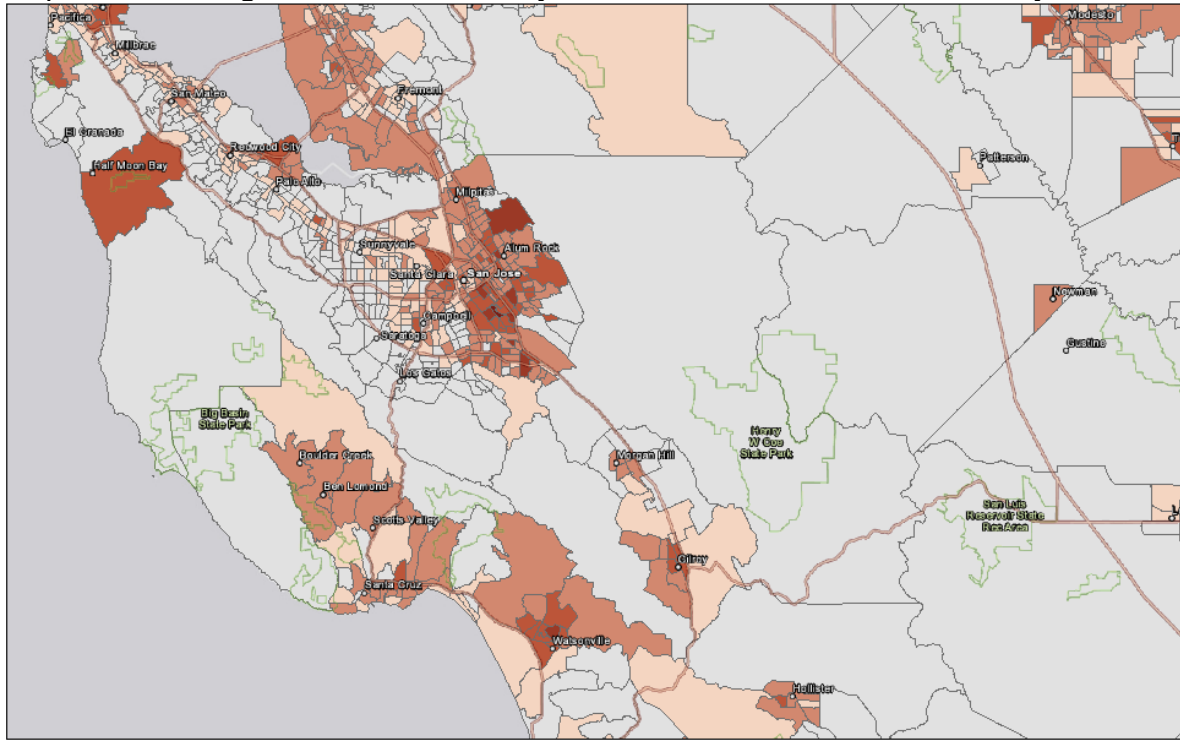 Pacifica
Millbrae
Modesto
San Mateo
Fremont
El Granada
Redwood City
Half Moon Bay
Palo Alto
Patterson
Milpitas
Sunnyvale
Alum Rock
Santa Clara
San Jose
Newman
Campbell
Saratoga
Gustine
Los Gatos
Big Basin
State Park
Henry
W Coe
State Park
Boulder Creek
Morgan Hill
Ben Lomond
San Luis
Reservoir State
Rec Area
Scotts Valley
Gilroy
Santa Cruz
Watsonville
Hollister